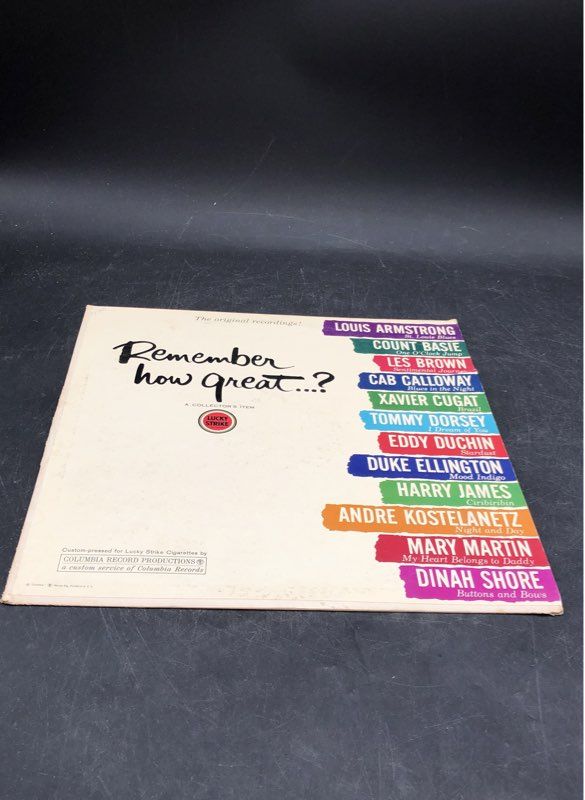 The original recordings!
Remember
how great...?
A COLLECTOR'S ITEM
LUCKY
STRIKE
LOUIS ARMSTRONG
St. Louis Blues
COUNT BASIE
One O'Clock Jump
LES BROWN
Sentimental Journey
CAB CALLOWAY
Blues in the Night
XAVIER CUGAT
Brazil
TOMMY DORSEY
I Dream of You
EDDY DUCHIN
Stardust
DUKE ELLINGTON
Mood Indigo
HARRY JAMES
Ciribiribin
ANDRE KOSTELANETZ
Night and Day
MARY MARTIN
My Heart Belongs to Daddy
DINAH SHORE
Buttons and Bows
Custom-pressed for Lucky Strike Cigarettes by
COLUMBIA RECORD PRODUCTIONS
a custom service of Columbia Records